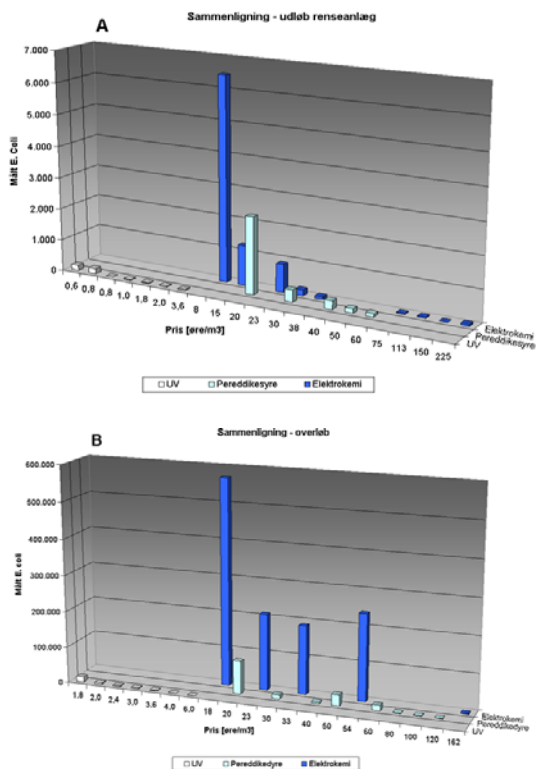 Sammenligning - udløb renseanlæg
A
7.000
6.000
5.000
4.000
3.000
2.000
1.000
0
Målt E. Coli
0,6 0,8 0,8 1,0 1,8 2,0 3,6 8 15 20 23 30 38 40 50 60 75 113 150 225
Pris [øre/m3]
Elektrokemi
Pereddikesyre
UV
UV Pereddikesyre Elektrokemi
B
Sammenligning - overløb
600.000
500.000
400.000
300.000
200.000
100.000
0
Målt E. coli
1,8 2,0 2,4 3,0 3,6 4,0 6,0 18 20 23 30 33 40 50 54 60 80 100 120 162
Pris [øre/m3]
Elektrokemi
Pereddikesyre
UV
UV Pereddikedyre Elektrokemi